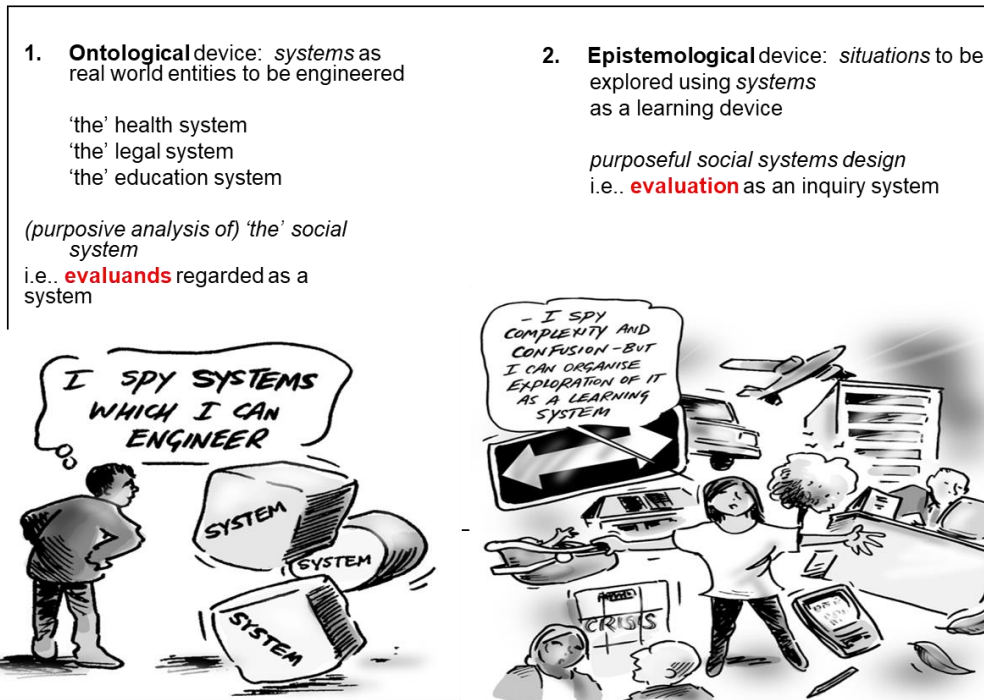 1. Ontological device: systems as
real world entities to be engineered
‘the’ health system
‘the’ legal system
‘the’ education system
(purposive analysis of) ‘the’ social
system
i.e.. evaluands regarded as a
system
2. Epistemological device: situations to be
explored using systems
as a learning device
purposeful social systems design
i.e.. evaluation as an inquiry system
I SPY SYSTEMS
WHICH I CAN
ENGINEER
SYSTEM
SYSTEM
SYSTEM
- I SPY
COMPLEXITY AND
CONFUSION-BUT
I CAN ORGANISE
EXPLORATION OF IT
AS A LEARNING
SYSTEM
CRISIS